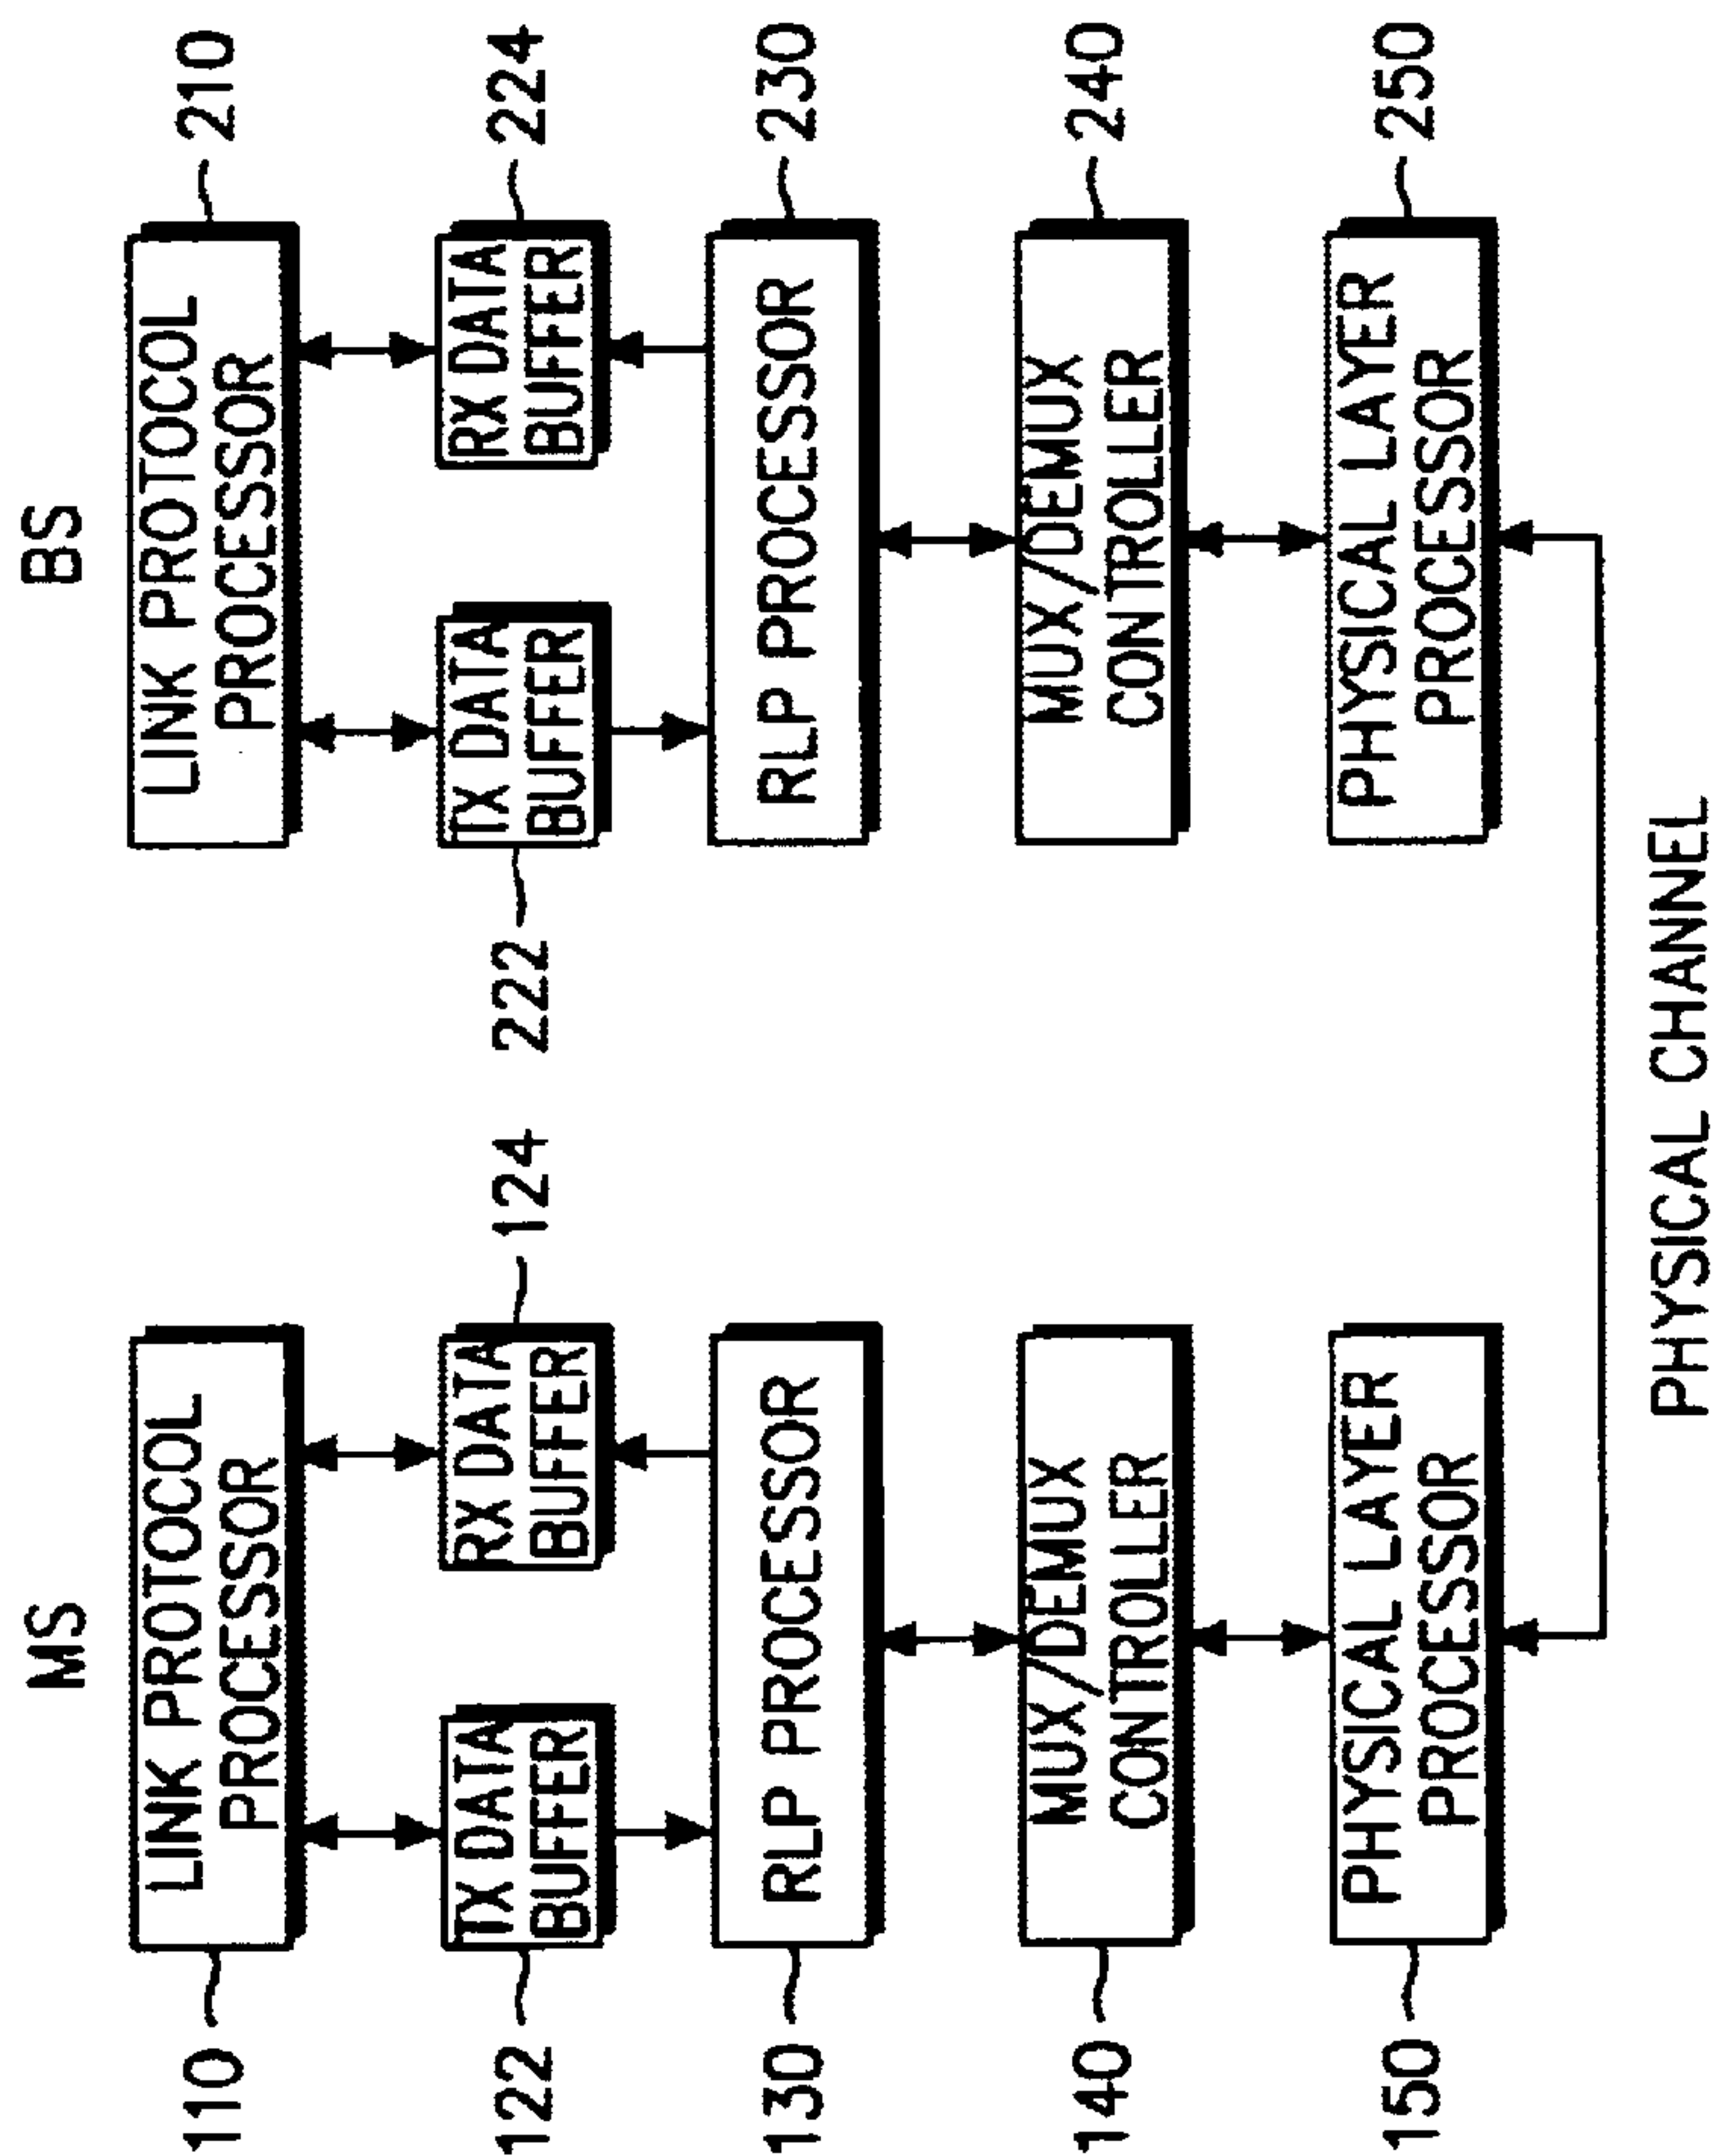 MS
110
LINK PROTOCOL
PROCESSOR
122
TX DATA
BUFFER
RX DATA
BUFFER
124
130
RLP PROCESSOR
140
MUX/DEMUX
CONTROLLER
150
PHYSICAL LAYER
PROCESSOR
BS
LINK PROTOCOL
PROCESSOR
210
222
TX DATA
BUFFER
RX DATA
BUFFER
224
RLP PROCESSOR
230
MUX/DEMUX
CONTROLLER
240
PHYSICAL LAYER
PROCESSOR
250
PHYSICAL CHANNEL